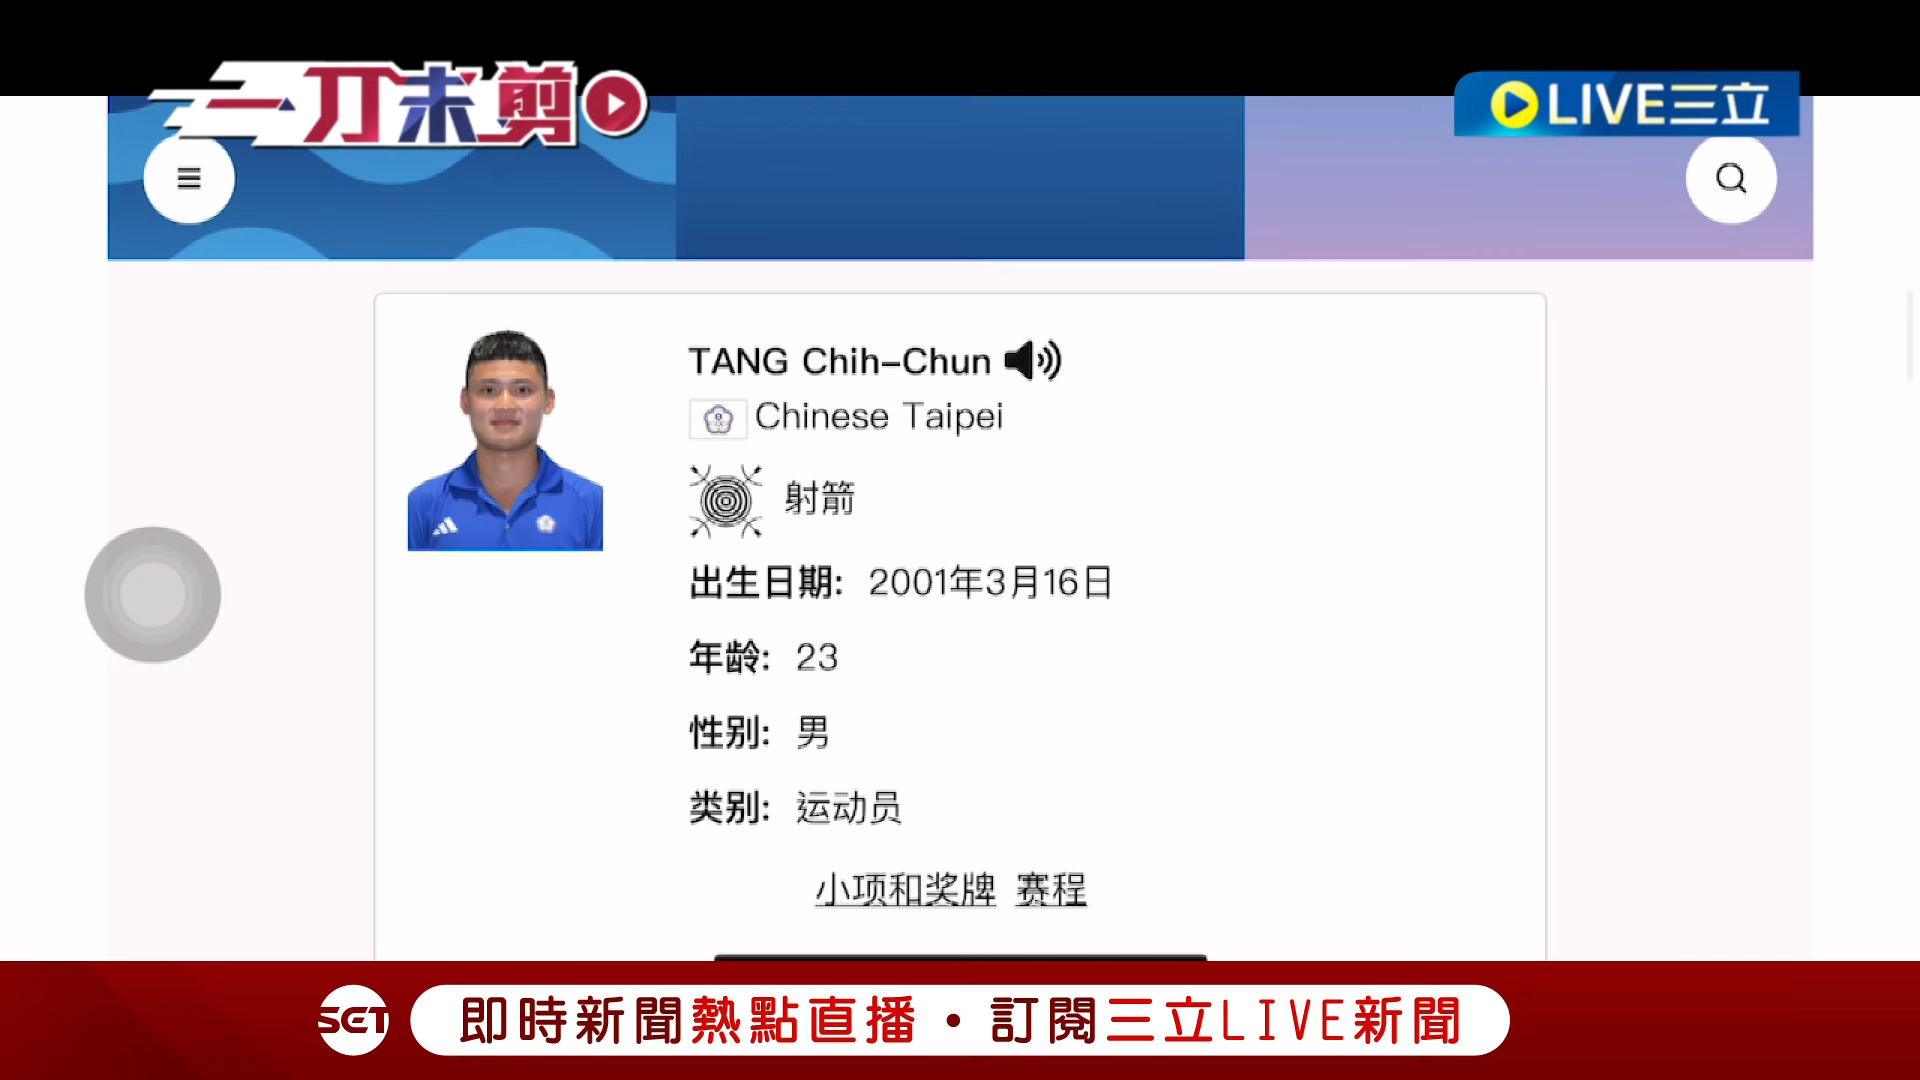 一刀未剪
LIVE三立
TANG Chih-Chun
Chinese Taipei
射箭
出生日期: 2001年3月16日
年龄: 23
性别: 男
类别: 运动员
小项和奖牌 赛程
SET 即時新聞熱點直播・訂閱三立LIVE新聞